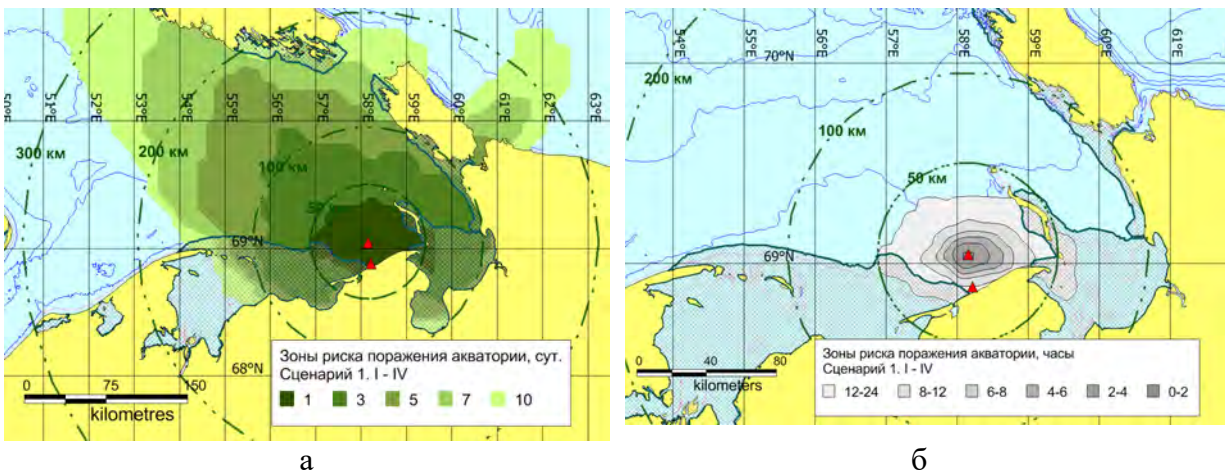 50°E 51°E 52°E 53°E 54°E 55°E 56°E 57°E 58°E 59°E 60°E 61°E 62°E 63°E
300 км
200 км
100 км
50
69°N
68°N
Зоны риска поражения акватории, сут.
Сценарий 1. I - IV
1 3 5 7 10
0 75 150
kilometres
а
54°E 55°E 56°E 57°E 58°E 59°E 60°E 61°E
70°N
200 км
100 км
50 км
69°N
Зоны риска поражения акватории, часы
Сценарий 1. I - IV
12-24 8-12 6-8 4-6 2-4 0-2
0 40 80
kilometers
б